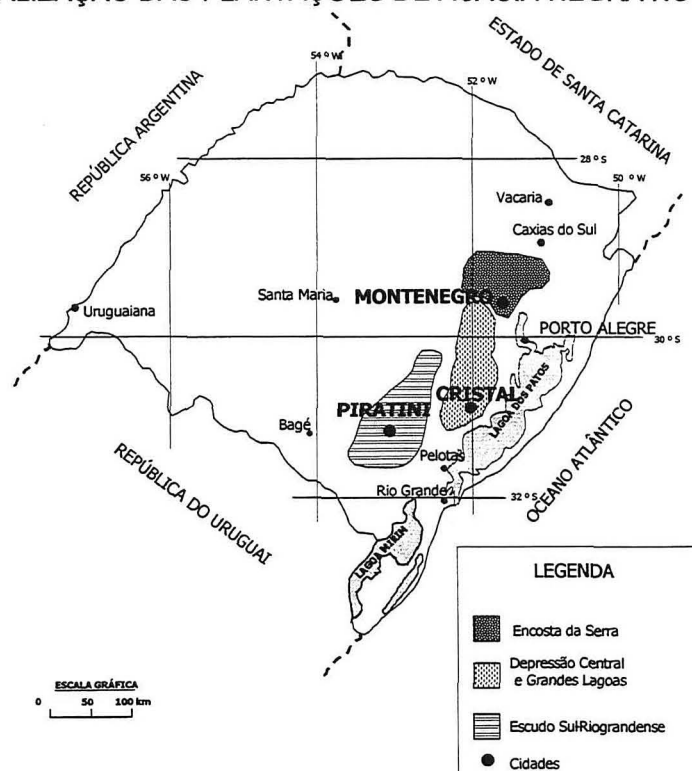 ESTADO DE SANTA CATARINA
REPÚBLICA ARGENTINA
54 º W
52 º W
28 º S
56 º W
50 º W
Vacaria
Caxias do Sul
Uruguaiana
Santa Maria
MONTENEGRO
PORTO ALEGRE
30 º S
CRISTAL
PIRATINI
LAGOA DOS PATOS
Bagé
Pelotas
OCEANO ATLÂNTICO
REPÚBLICA DO URUGUAI
Rio Grande
32 º S
LAGOA MIRIM
LEGENDA
Encosta da Serra
Depressão Central
e Grandes Lagoas
Escudo Sul-Riograndense
Cidades
ESCALA GRÁFICA
0 50 100 km